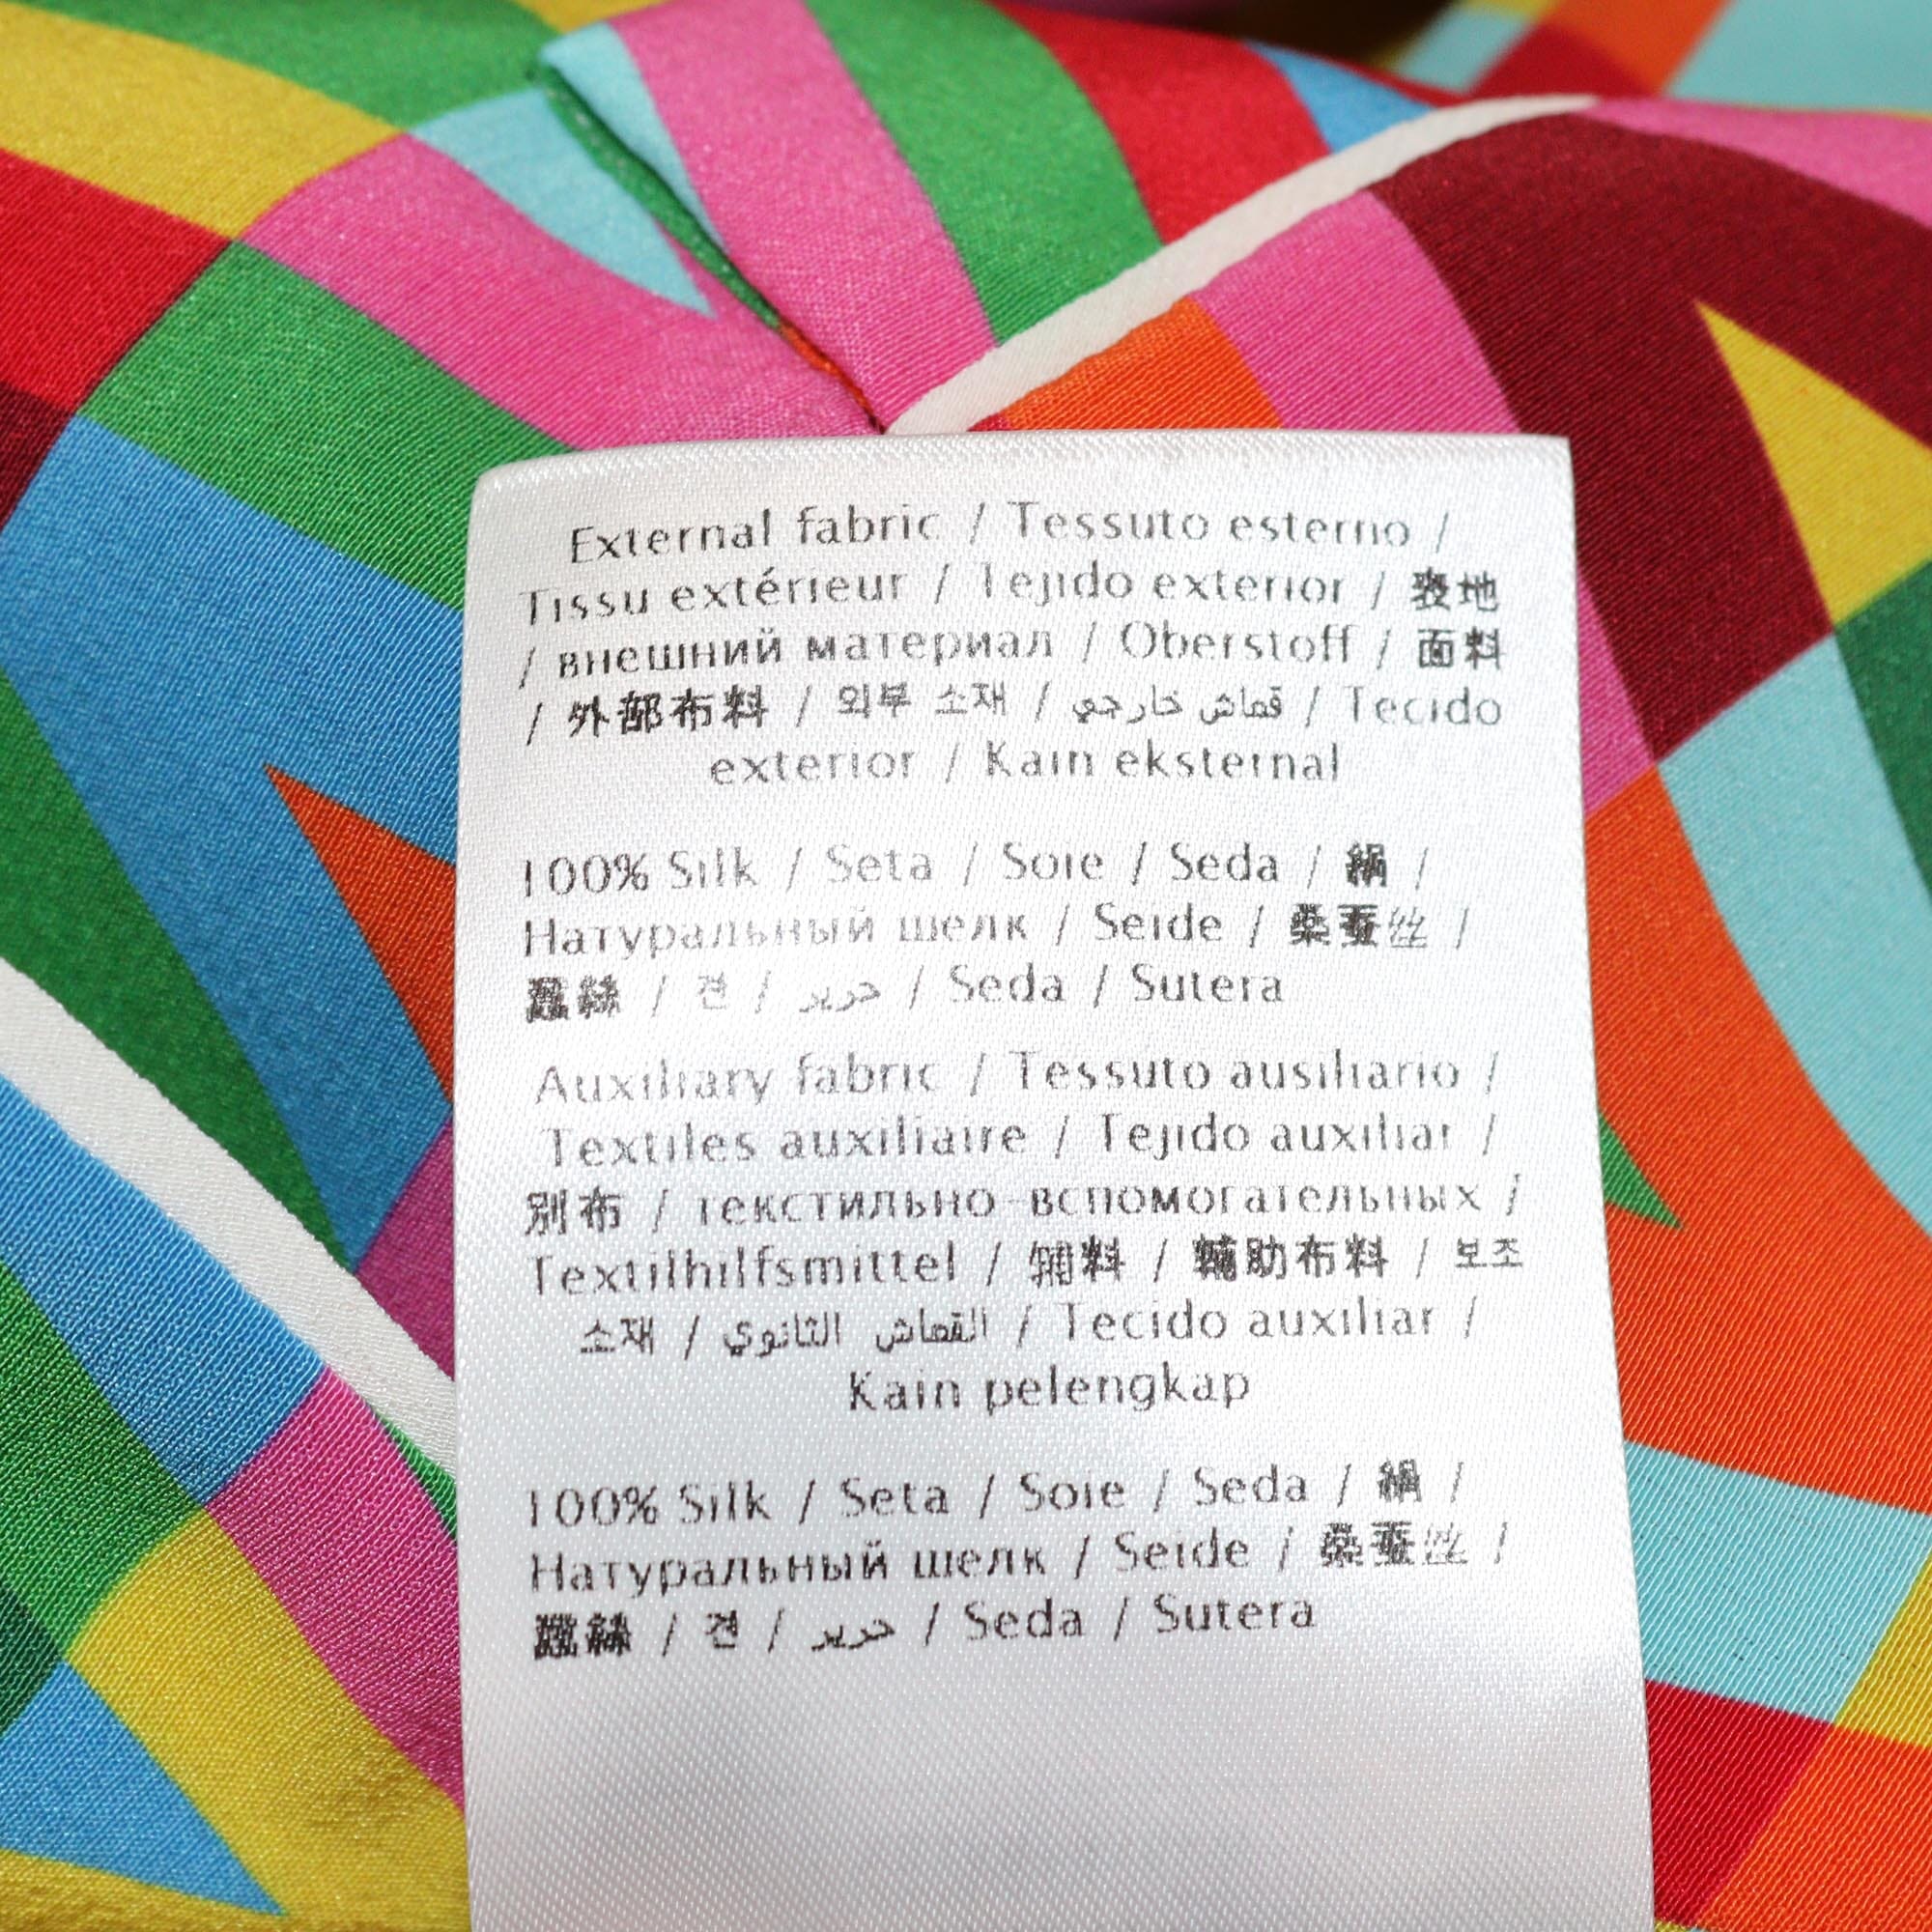 External fabric / Tessuto esterno /
Tissu extérieur / Tejido exterior / 表地
/ внешний материал / Oberstoff / 面料
/ 外部布料 / 외부 소재 / قماش خارجي / Tecido
exterior / Kain eksternal
100% Silk / Seta / Soie / Seda / 絹 /
Натуральный шелк / Seide / 桑蚕丝 /
蠶絲 / 견 / حرير / Seda / Sutera
Auxiliary fabric / Tessuto ausiliario /
Textiles auxiliaire / Tejido auxiliar /
別布 / текстильно-вспомогательных /
Textilhilfsmittel / 辅料 / 輔助布料 / 보조
소재 / القماش الثانوي / Tecido auxiliar /
Kain pelengkap
100% Silk / Seta / Soie / Seda / 絹 /
Натуральный шелк / Seide / 桑蚕丝 /
蠶絲 / 견 / حرير / Seda / Sutera